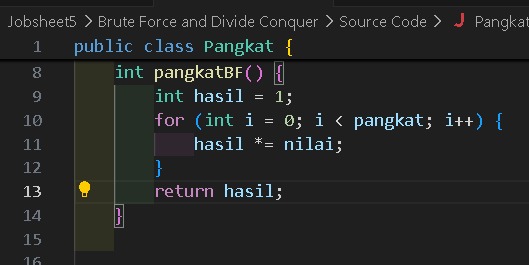 Jobsheet5 > Brute Force and Divide Conquer > Source Code > J Pangkat
1 public class Pangkat {
8 int pangkatBF() {
9 int hasil = 1;
10 for (int i = 0; i < pangkat; i++) {
11 hasil *= nilai;
12 }
13 return hasil;
14 }
15
16